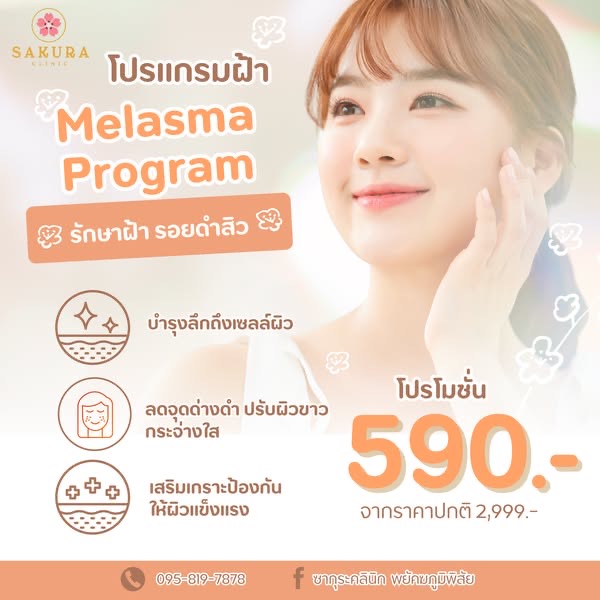 SAKURA
CLINIC
โปรแกรมฝ้า
Melasma
Program
รักษาฝ้า รอยดำสิว
บำรุงลึกถึงเซลล์ผิว
ลดจุดด่างดำ ปรับผิวขาว
กระจ่างใส
เสริมเกราะป้องกัน
ให้ผิวแข็งแรง
โปรโมชั่น
590.-
จากราคาปกติ 2,999.-
095-819-7878
ซากุระคลินิก พยัคฆภูมิพิสัย